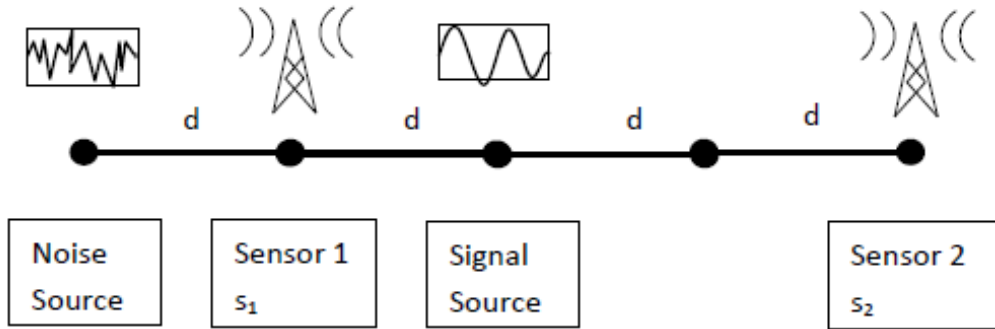 d
d
d
d
Noise
Source
Sensor 1
s₁
Signal
Source
Sensor 2
s₂